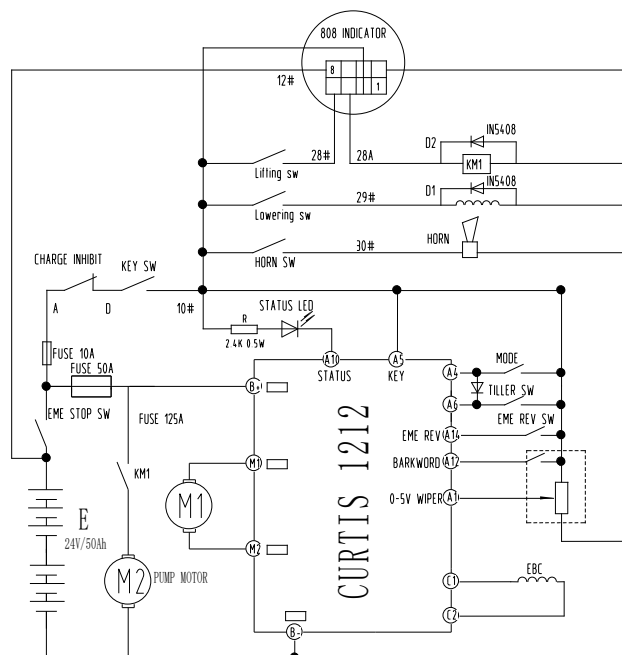 808 INDICATOR
8
1
12#
D2
IN5408
28#
28A
KM1
Lifting sw
D1
IN5408
29#
Lowering sw
HORN
30#
HORN SW
CHARGE INHIBIT
KEY SW
A
D
10#
STATUS LED
R
2.4K 0.5W
A10
A5
STATUS
KEY
FUSE 10A
FUSE 50A
B+
A4
MODE
TILLER SW
A6
EME STOP SW
FUSE 125A
EME REV SW
EME REV
A14
M1
BARKWORD
A12
KM1
0-5V WIPER
A1
M1
E
24V/50Ah
M2
CURTIS 1212
M2
PUMP MOTOR
C1
EBC
C2
B-